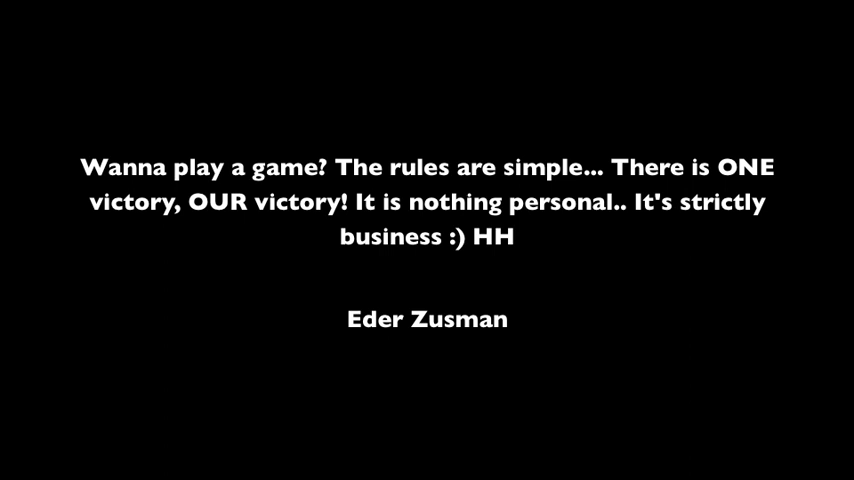 Wanna play a game? The rules are simple... There is ONE
victory, OUR victory! It is nothing personal.. It's strictly
business :) HH
Eder Zusman